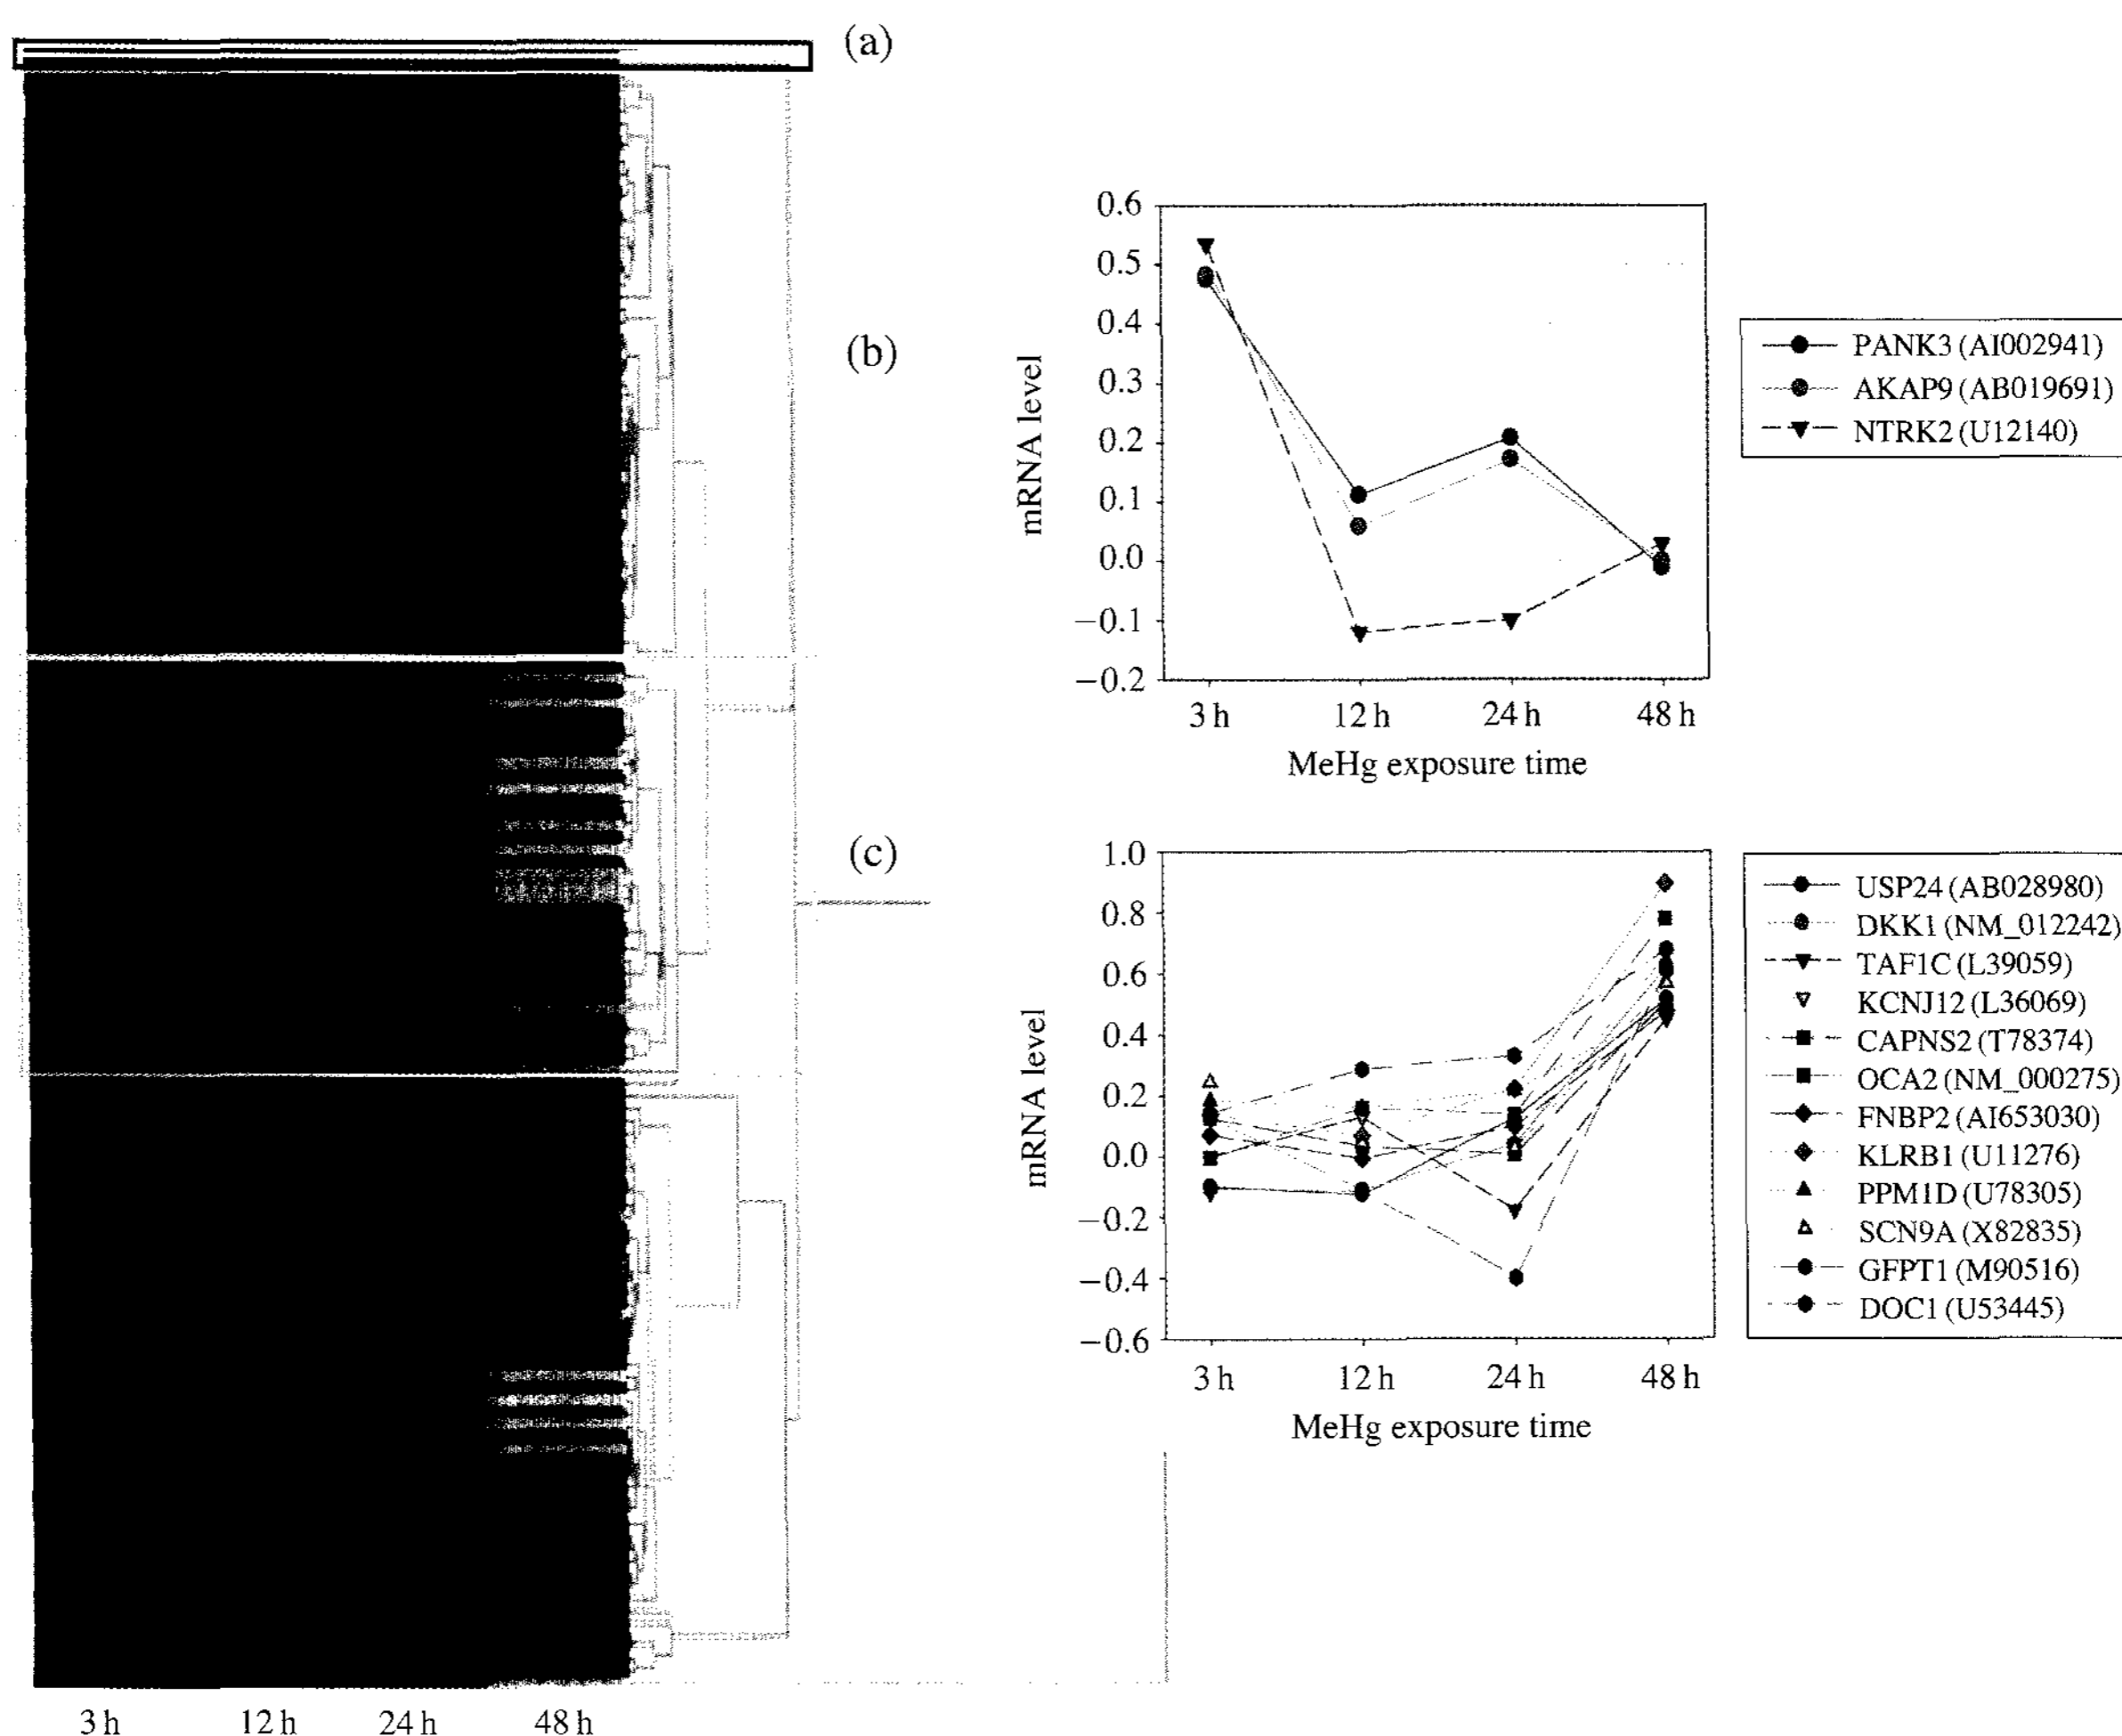 (a)
(b)
(c)
3 h 12 h 24 h 48 h
0.6
0.5
0.4
0.3
0.2
0.1
0.0
−0.1
−0.2
mRNA level
3 h 12 h 24 h 48 h
MeHg exposure time
PANK3 (AI002941)
AKAP9 (AB019691)
NTRK2 (U12140)
1.0
0.8
0.6
0.4
0.2
0.0
−0.2
−0.4
−0.6
mRNA level
3 h 12 h 24 h 48 h
MeHg exposure time
USP24 (AB028980)
DKK1 (NM_012242)
TAF1C (L39059)
KCNJ12 (L36069)
CAPNS2 (T78374)
OCA2 (NM_000275)
FNBP2 (AI653030)
KLRB1 (U11276)
PPM1D (U78305)
SCN9A (X82835)
GFPT1 (M90516)
DOC1 (U53445)